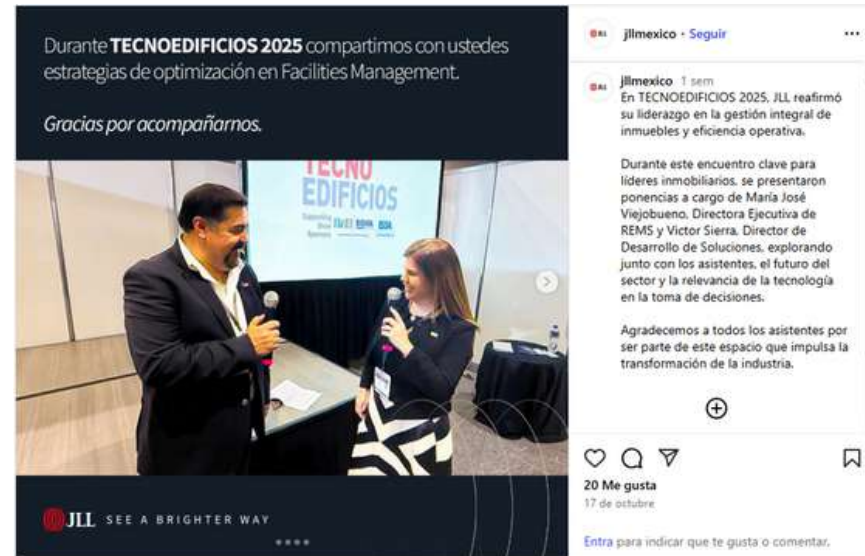 Durante TECNOEDIFICIOS 2025 compartimos con ustedes
estrategias de optimización en Facilities Management.
Gracias por acompañarnos.
TECNO
EDIFICIOS
JLL SEE A BRIGHTER WAY
jllmexico • Seguir
jllmexico 1 sem
En TECNOEDIFICIOS 2025, JLL reafirmó
su liderazgo en la gestión integral de
inmuebles y eficiencia operativa.
Durante este encuentro clave para
líderes inmobiliarios, se presentaron
ponencias a cargo de María José
Viejobueno, Directora Ejecutiva de
REMS y Victor Sierra, Director de
Desarrollo de Soluciones, explorando
junto con los asistentes, el futuro del
sector y la relevancia de la tecnología
en la toma de decisiones.
Agradecemos a todos los asistentes por
ser parte de este espacio que impulsa la
transformación de la industria.
20 Me gusta
17 de octubre
Entra para indicar que te gusta o comentar.